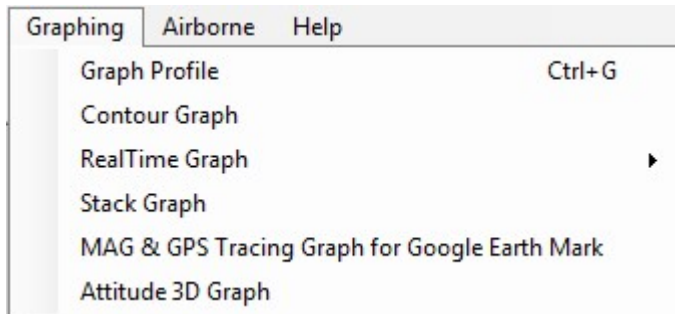 Graphing Airborne Help
Graph Profile Ctrl+G
Contour Graph
RealTime Graph
Stack Graph
MAG & GPS Tracing Graph for Google Earth Mark
Attitude 3D Graph